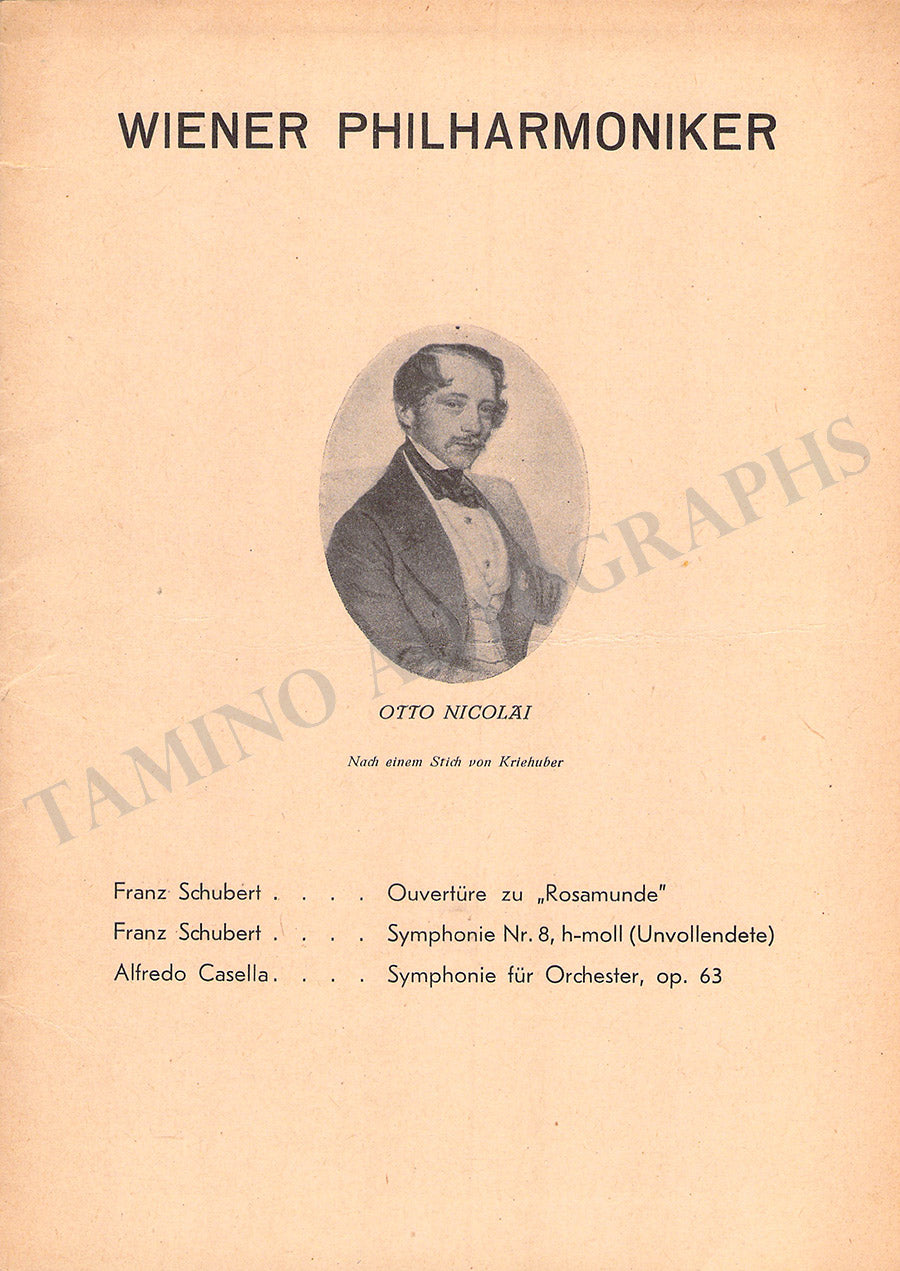 WIENER PHILHARMONIKER
OTTO NICOLAI
Nach einem Stich von Kriehuber
Franz Schubert . . . . Ouvertüre zu „Rosamunde”
Franz Schubert . . . . Symphonie Nr. 8, h-moll (Unvollendete)
Alfredo Casella . . . . Symphonie für Orchester, op. 63
TAMINO AUTOGRAPHS